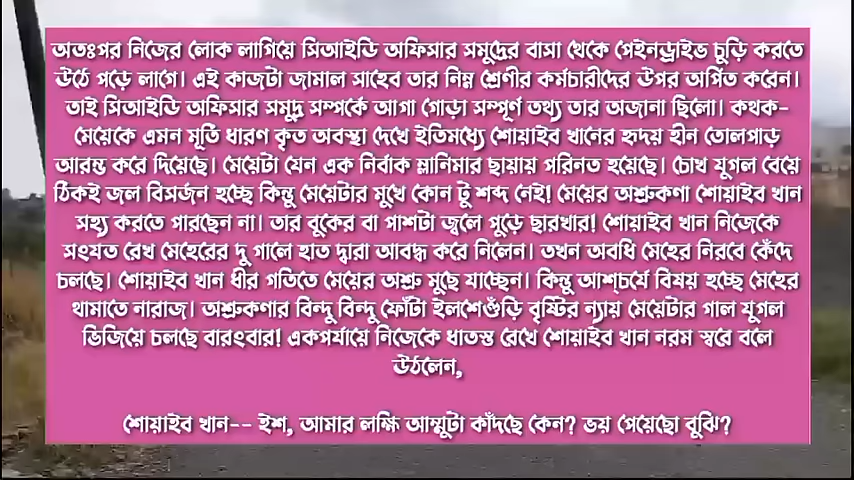 অতঃপর নিজের লোক লাগিয়ে সিআইডি অফিসার সমুদ্রের বাসা থেকে পেইনড্রাইভ চুড়ি করতে
উঠে পড়ে লাগে। এই কাজটা জামাল সাহেব তার নিম্ন শ্রেণীর কর্মচারীদের উপর অর্পিত করেন।
তাই সিআইডি অফিসার সমুদ্র সম্পর্কে আগা গোড়া সম্পূর্ণ তথ্য তার অজানা ছিলো। কথক-
মেয়েকে এমন মূর্তি ধারণ কৃত অবস্থা দেখে ইতিমধ্যে শোয়াইব খানের হৃদয় হীন তোলপাড়
আরম্ভ করে দিয়েছে। মেয়েটা যেন এক নির্বাক ম্লানিমার ছায়ায় পরিনত হয়েছে। চোখ যুগল বেয়ে
ঠিকই জল বিসর্জন হচ্ছে কিন্তু মেয়েটার মুখে কোন টু শব্দ নেই! মেয়ের অশ্রুকণা শোয়াইব খান
সহ্য করতে পারছেন না। তার বুকের বা পাশটা জ্বলে পুড়ে ছারখার! শোয়াইব খান নিজেকে
সংযত রেখ মেহেরের দু গালে হাত দ্বারা আবদ্ধ করে নিলেন। তখন অবধি মেহের নিরবে কেঁদে
চলছে। শোয়াইব খান ধীর গতিতে মেয়ের অশ্রু মুছে যাচ্ছেন। কিন্তু আশ্চর্যে বিষয় হচ্ছে মেহের
থামাতে নারাজ। অশ্রুকণার বিন্দু বিন্দু ফোঁটা ইলশেগুঁড়ি বৃষ্টির ন্যায় মেয়েটার গাল যুগল
ভিজিয়ে চলছে বারংবার! একপর্যায়ে নিজেকে ধাতস্ত রেখে শোয়াইব খান নরম স্বরে বলে
উঠলেন,
শোয়াইব খান-- ইশ, আমার লক্ষি আম্মুটা কাঁদছে কেন? ভয় পেয়েছো বুঝি?